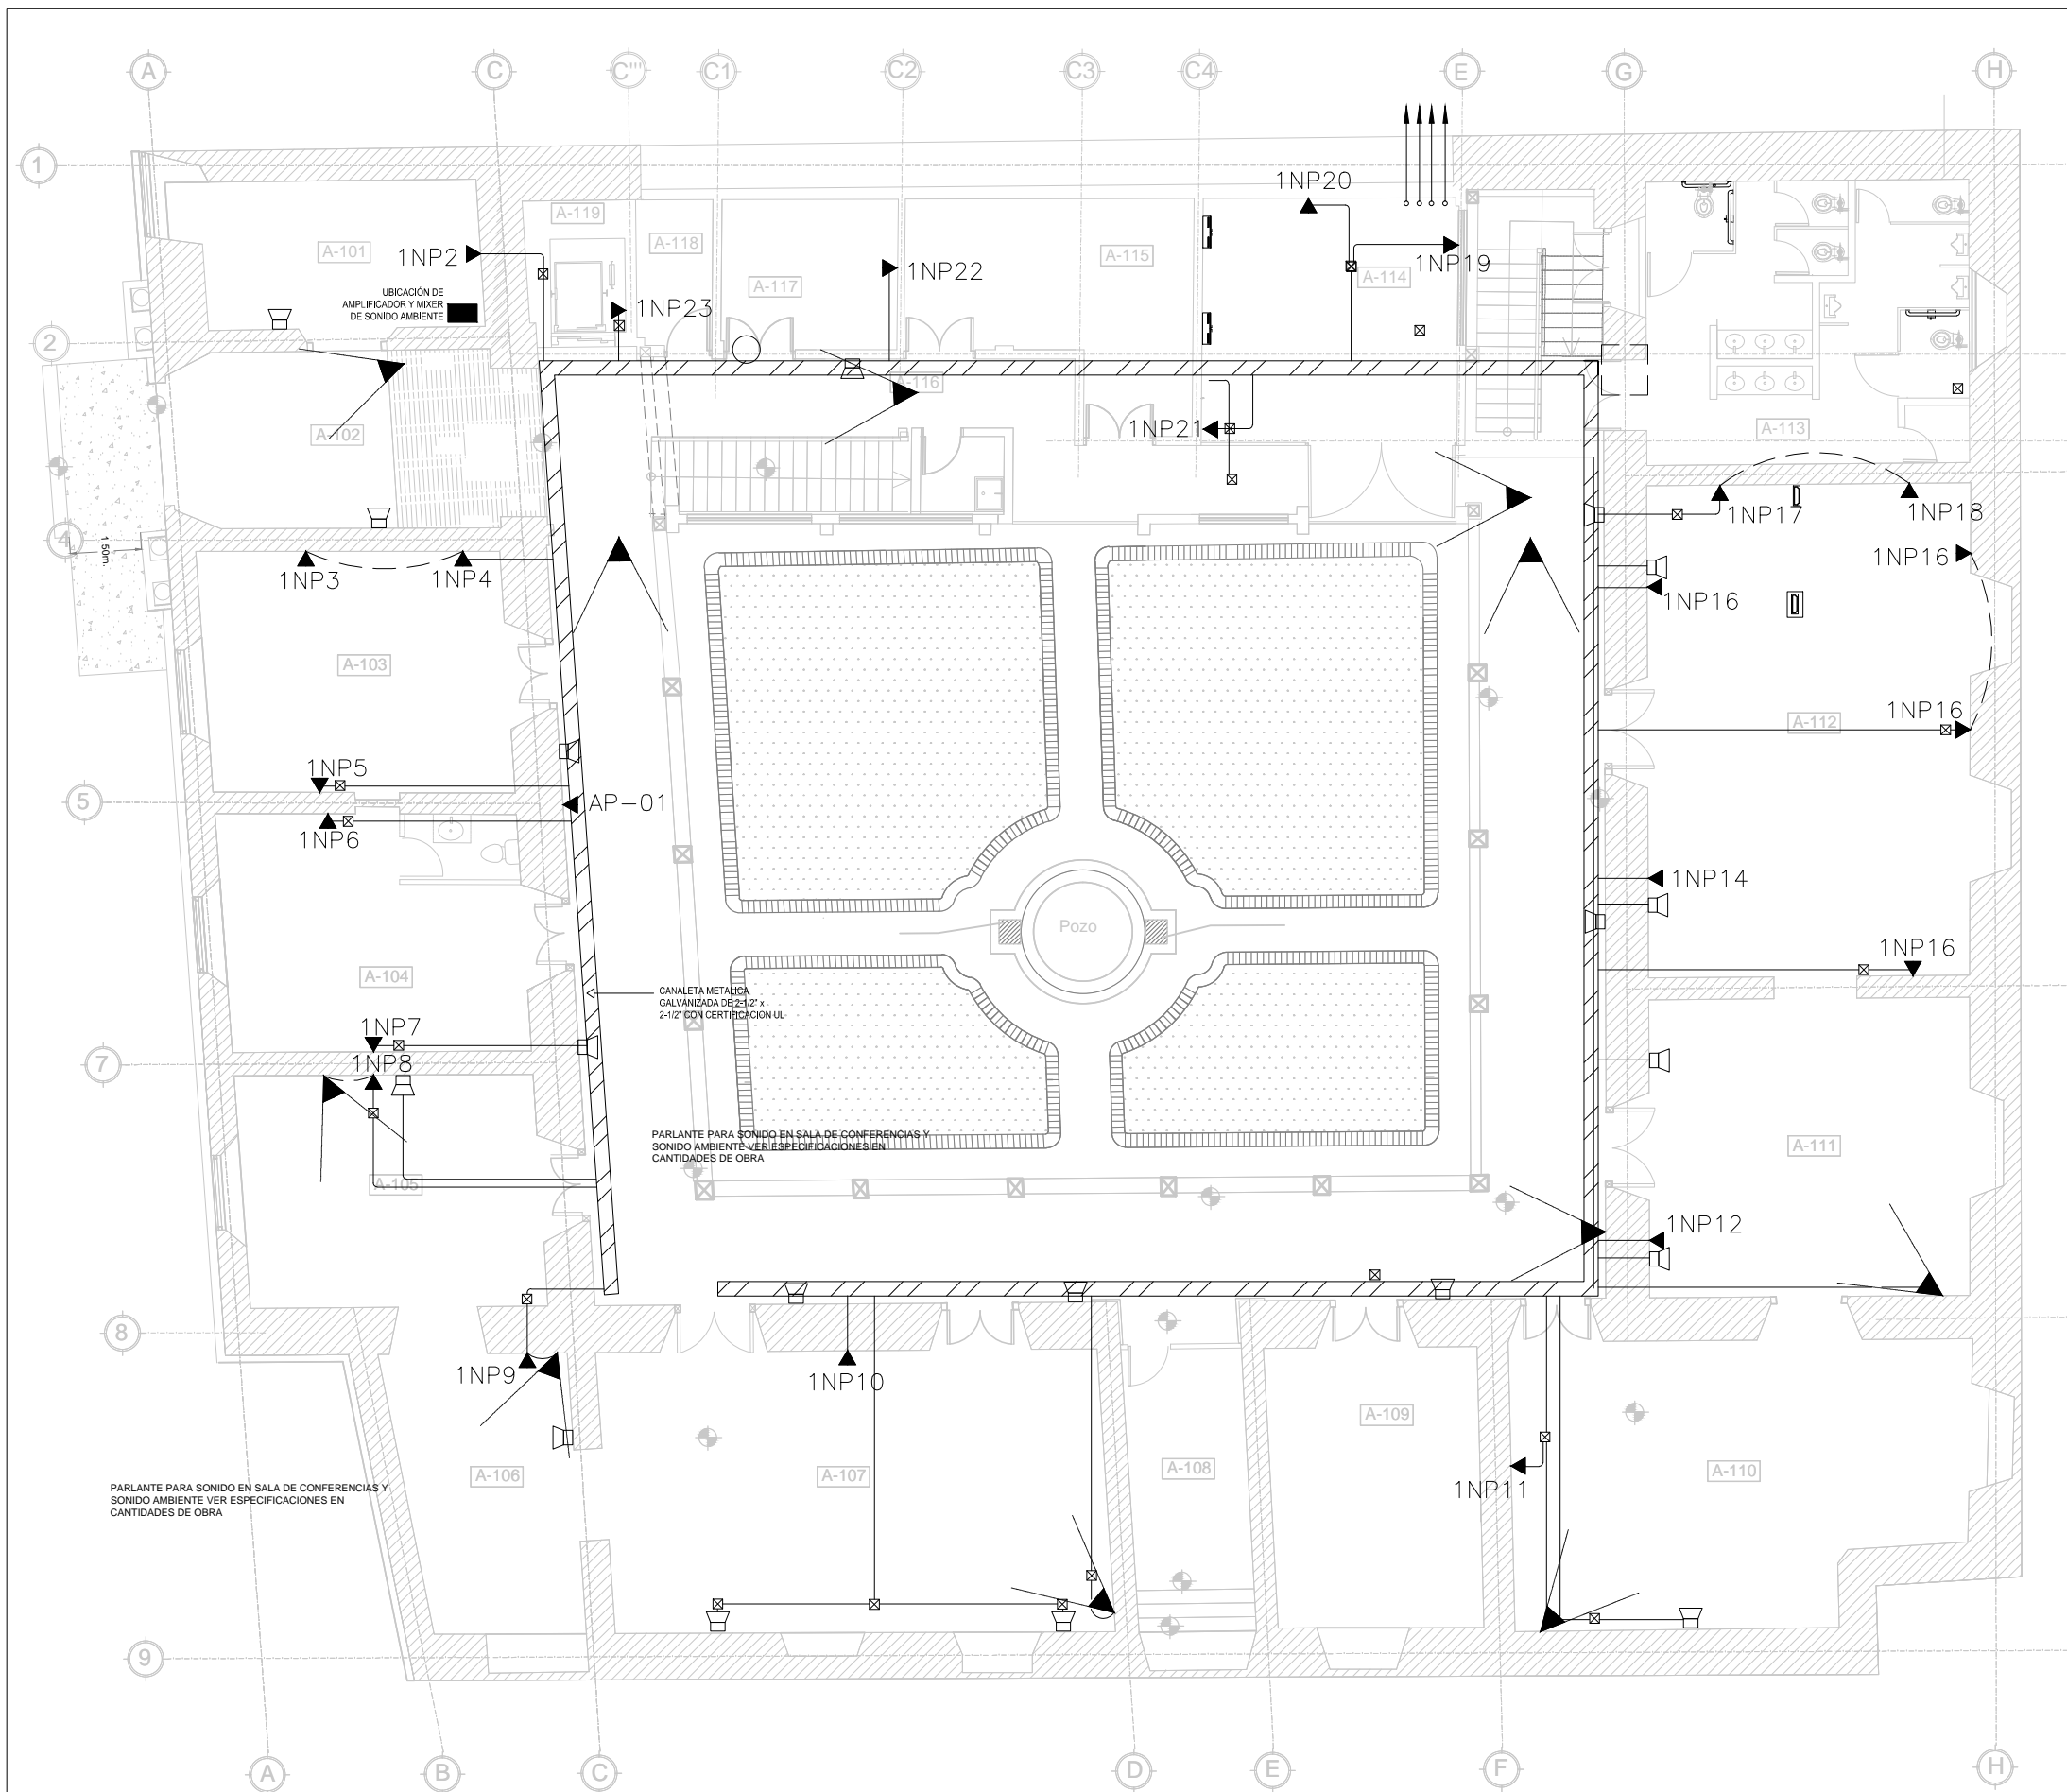 A
C
C'''
C1
C2
C3
C4
E
G
H
1
1NP20
A-119
A-118
A-101
1NP2
A-115
1NP19
1NP22
A-114
A-117
UBICACIÓN DE
AMPLIFICADOR Y MIXER
DE SONIDO AMBIENTE
1NP23
2
A-116
A-102
1NP21
A-113
4
1.50m.
1NP17
1NP18
1NP3
1NP4
1NP16
1NP16
A-103
1NP16
A-112
1NP5
5
AP-01
1NP6
1NP14
Pozo
1NP16
A-104
CANALETA METALICA
GALVANIZADA DE 2-1/2" x
2-1/2" CON CERTIFICACION UL
1NP7
7
1NP8
PARLANTE PARA SONIDO EN SALA DE CONFERENCIAS Y
SONIDO AMBIENTE VER ESPECIFICACIONES EN
CANTIDADES DE OBRA
A-111
A-105
1NP12
8
1NP9
1NP10
A-109
A-106
A-107
A-108
A-110
1NP11
PARLANTE PARA SONIDO EN SALA DE CONFERENCIAS Y
SONIDO AMBIENTE VER ESPECIFICACIONES EN
CANTIDADES DE OBRA
9
A
B
C
D
E
F
H